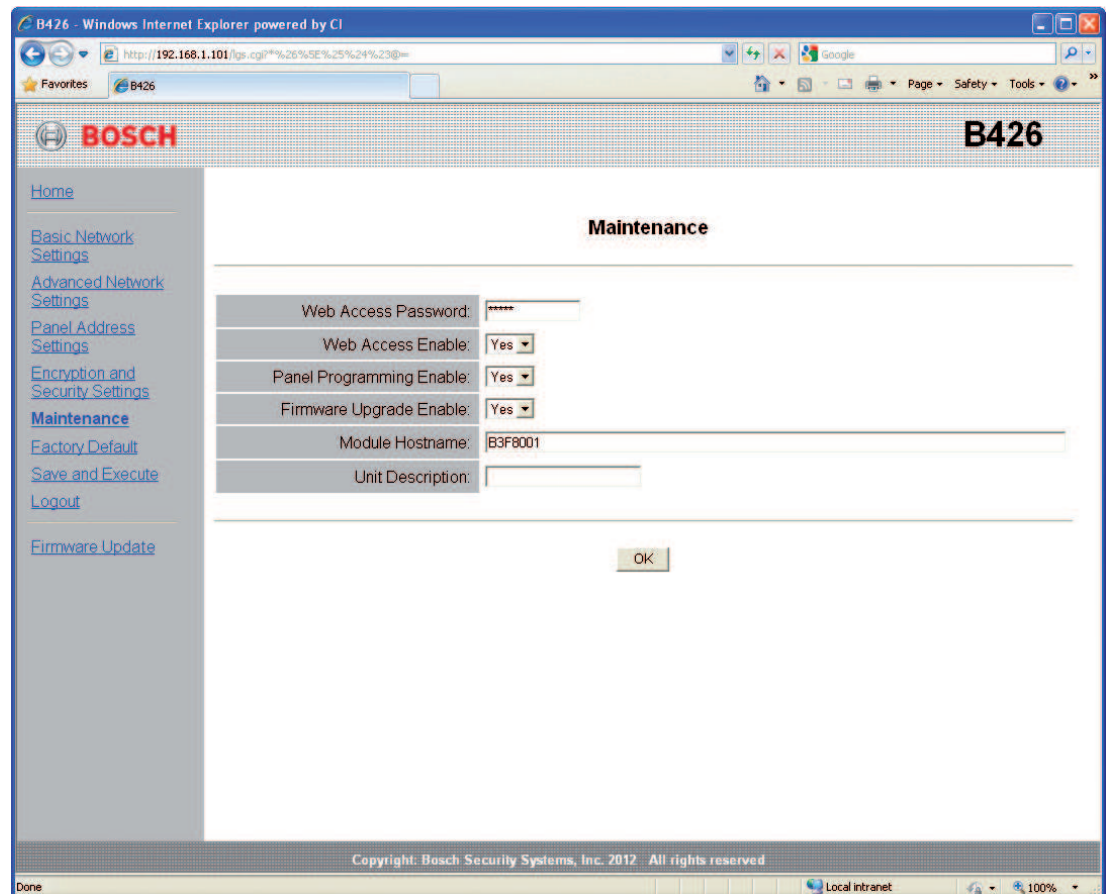 B426 - Windows Internet Explorer powered by CI
http://192.168.1.101/lgs.cgi?*%26%5E%25%24%23@=
Google
Favorites
B426
Page
Safety
Tools
»
BOSCH
B426
Home
Basic Network
Settings
Advanced Network
Settings
Panel Address
Settings
Encryption and
Security Settings
Maintenance
Factory Default
Save and Execute
Logout
Firmware Update
Maintenance
Web Access Password: *****
Web Access Enable: Yes
Panel Programming Enable: Yes
Firmware Upgrade Enable: Yes
Module Hostname: B3F8001
Unit Description:
OK
Copyright: Bosch Security Systems, Inc. 2012 All rights reserved
Done
Local intranet
100%